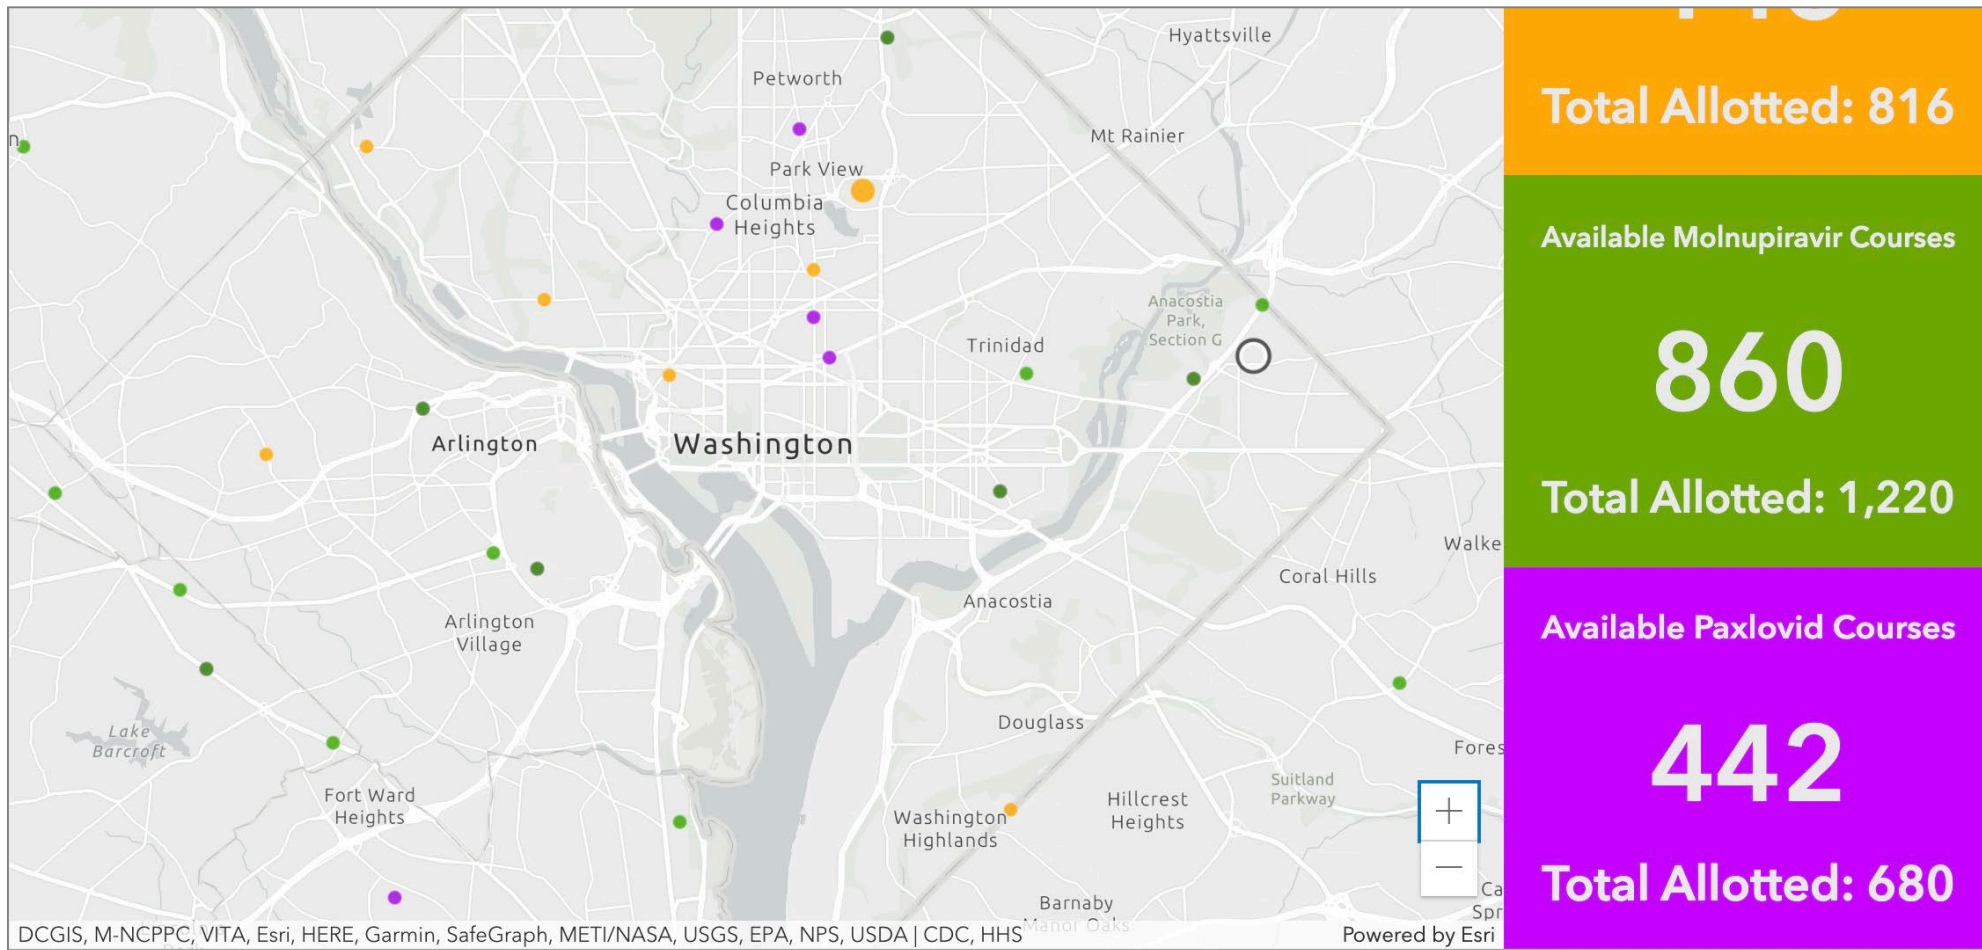 Hyattsville
Petworth
Mt Rainier
n
Park View
Columbia
Heights
Anacostia
Park,
Section G
Trinidad
Arlington
Washington
Walke
Coral Hills
Anacostia
Arlington
Village
Lake
Barcroft
Douglass
Fores
Suitland
Parkway
Fort Ward
Heights
Hillcrest
Heights
Washington
Highlands
+
−
Ca
Spr
Barnaby
Manor Oaks
DCGIS, M-NCPPC, VITA, Esri, HERE, Garmin, SafeGraph, METI/NASA, USGS, EPA, NPS, USDA | CDC, HHS
Powered by Esri
Total Allotted: 816
Available Molnupiravir Courses
860
Total Allotted: 1,220
Available Paxlovid Courses
442
Total Allotted: 680